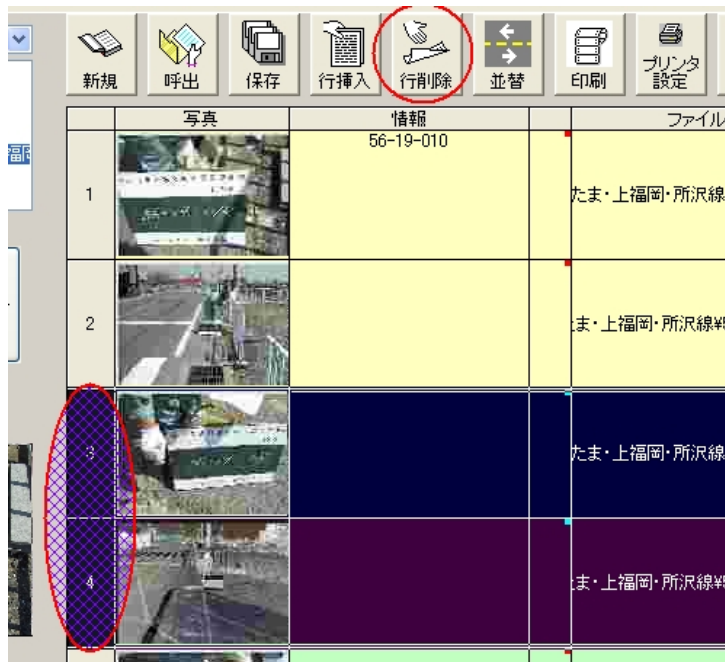 新規
呼出
保存
行挿入
行削除
並替
印刷
プリンタ
設定
写真
情報
ファイル
1
56-19-010
たま・上福岡・所沢線
2
ま・上福岡・所沢線¥
3
たま・上福岡・所沢線
4
ま・上福岡・所沢線¥